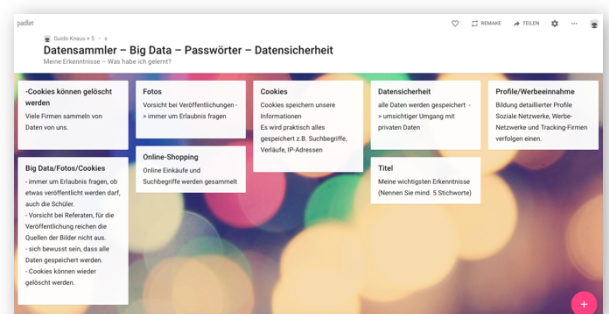 padlet
REMAKE
TEILEN
Guido Knaus + 5
Datensammler – Big Data – Passwörter – Datensicherheit
Meine Erkenntnisse – Was habe ich gelernt?
-Cookies können gelöscht
werden
Viele Firmen sammeln von
Daten von uns.
Big Data/Fotos/Cookies
- immer um Erlaubnis fragen, ob
etwas veröffentlicht werden darf,
auch die Schüler.
- Vorsicht bei Referaten, für die
Veröffentlichung reichen die
Quellen der Bilder nicht aus.
- sich bewusst sein, dass alle
Daten gespeichert werden.
- Cookies können wieder
gelöscht werden.
Fotos
Vorsicht bei Veröffentlichungen -
> immer um Erlaubnis fragen
Online-Shopping
Online Einkäufe und
Suchbegriffe werden gesammelt
Cookies
Cookies speichern unsere
Informationen
Es wird praktisch alles
gespeichert z.B. Suchbegriffe,
Verläufe, IP-Adressen
Datensicherheit
alle Daten werden gespeichert -
> umsichtiger Umgang mit
privaten Daten
Titel
Meine wichtigsten Erkenntnisse
(Nennen Sie mind. 5 Stichworte)
Profile/Werbeeinnahme
Bildung detaillierter Profile
Soziale Netzwerke, Werbe-
Netzwerke und Tracking-Firmen
verfolgen einen.